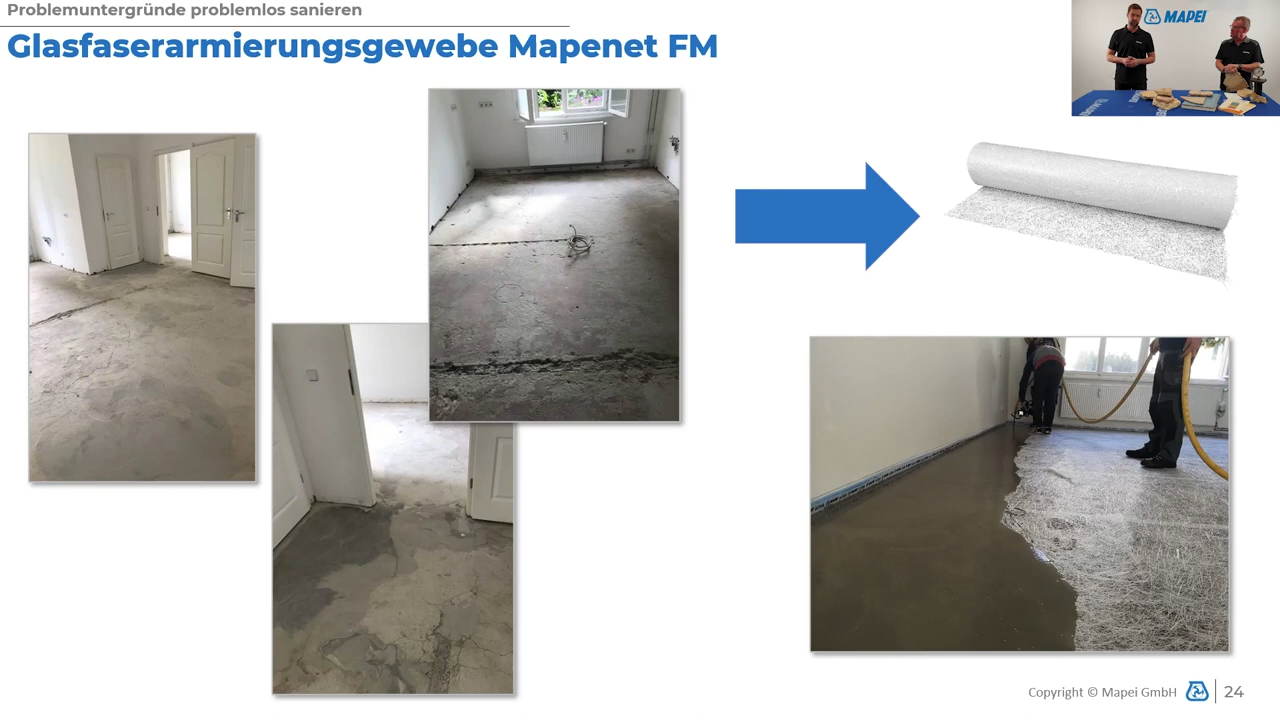 Problemuntergründe problemlos sanieren
Glasfaserarmierungsgewebe Mapenet FM
MAPEI
Copyright © Mapei GmbH
24